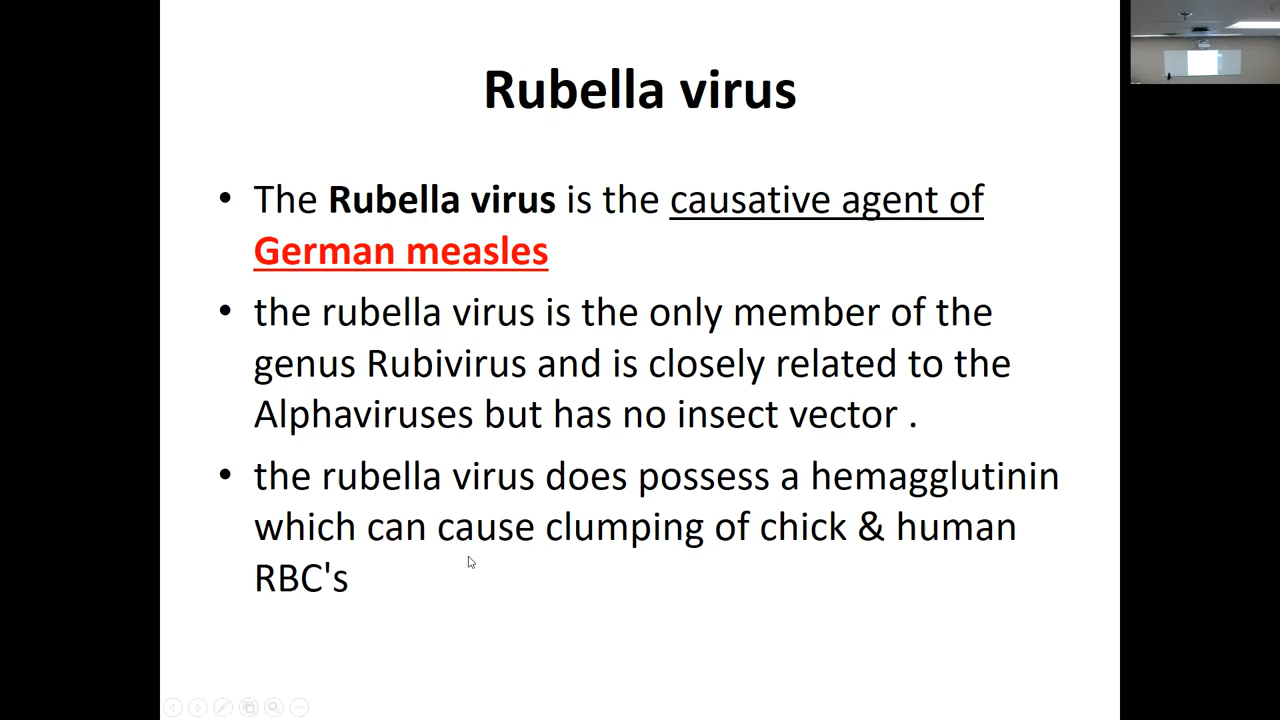 Rubella virus
• The Rubella virus is the causative agent of
German measles
• the rubella virus is the only member of the
genus Rubivirus and is closely related to the
Alphaviruses but has no insect vector .
• the rubella virus does possess a hemagglutinin
which can cause clumping of chick & human
RBC's